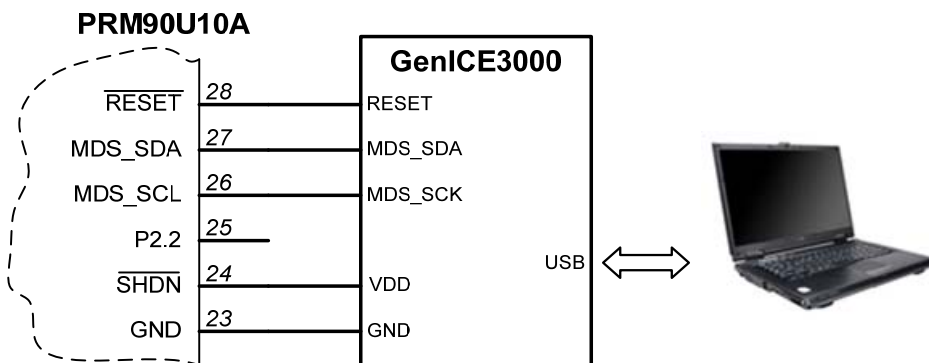 PRM90U10A
GenICE3000
RESET 28 RESET
MDS_SDA 27 MDS_SDA
MDS_SCL 26 MDS_SCK
P2.2 25
USB
SHDN 24 VDD
GND 23 GND